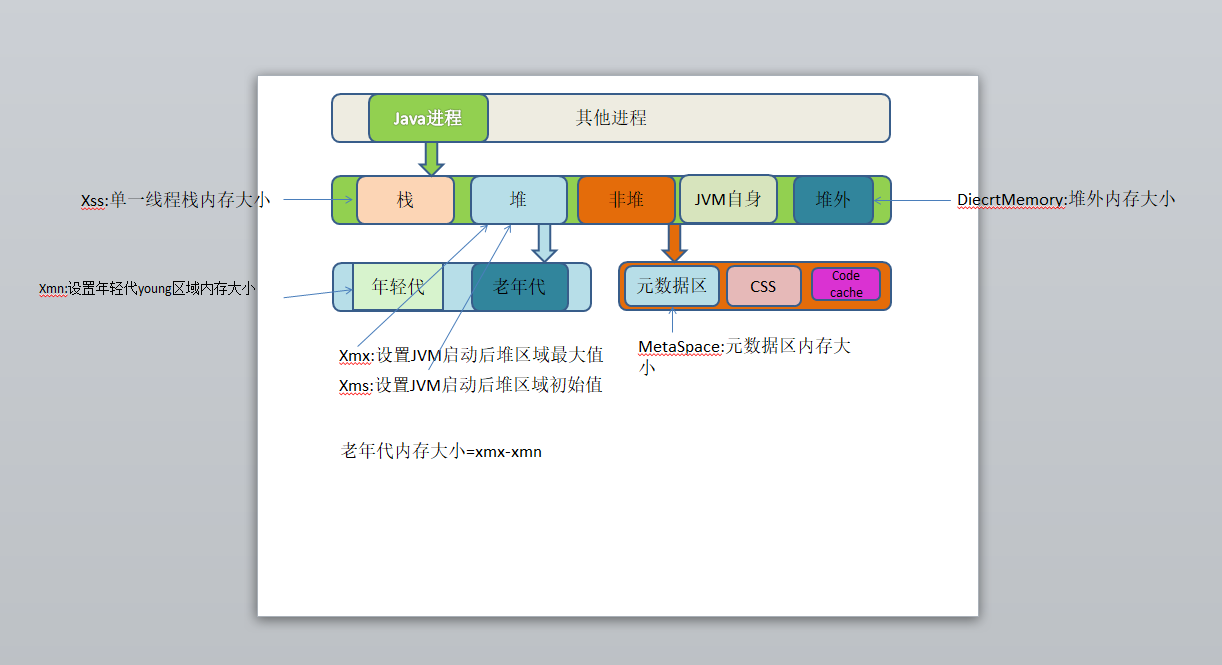 Java进程
其他进程
Xss:单一线程栈内存大小
栈
堆
非堆
JVM自身
堆外
DiecrtMemory:堆外内存大小
Xmn:设置年轻代young区域内存大小
年轻代
老年代
元数据区
CSS
Code
cache
Xmx:设置JVM启动后堆区域最大值
Xms:设置JVM启动后堆区域初始值
MetaSpace:元数据区内存大
小
老年代内存大小=xmx-xmn